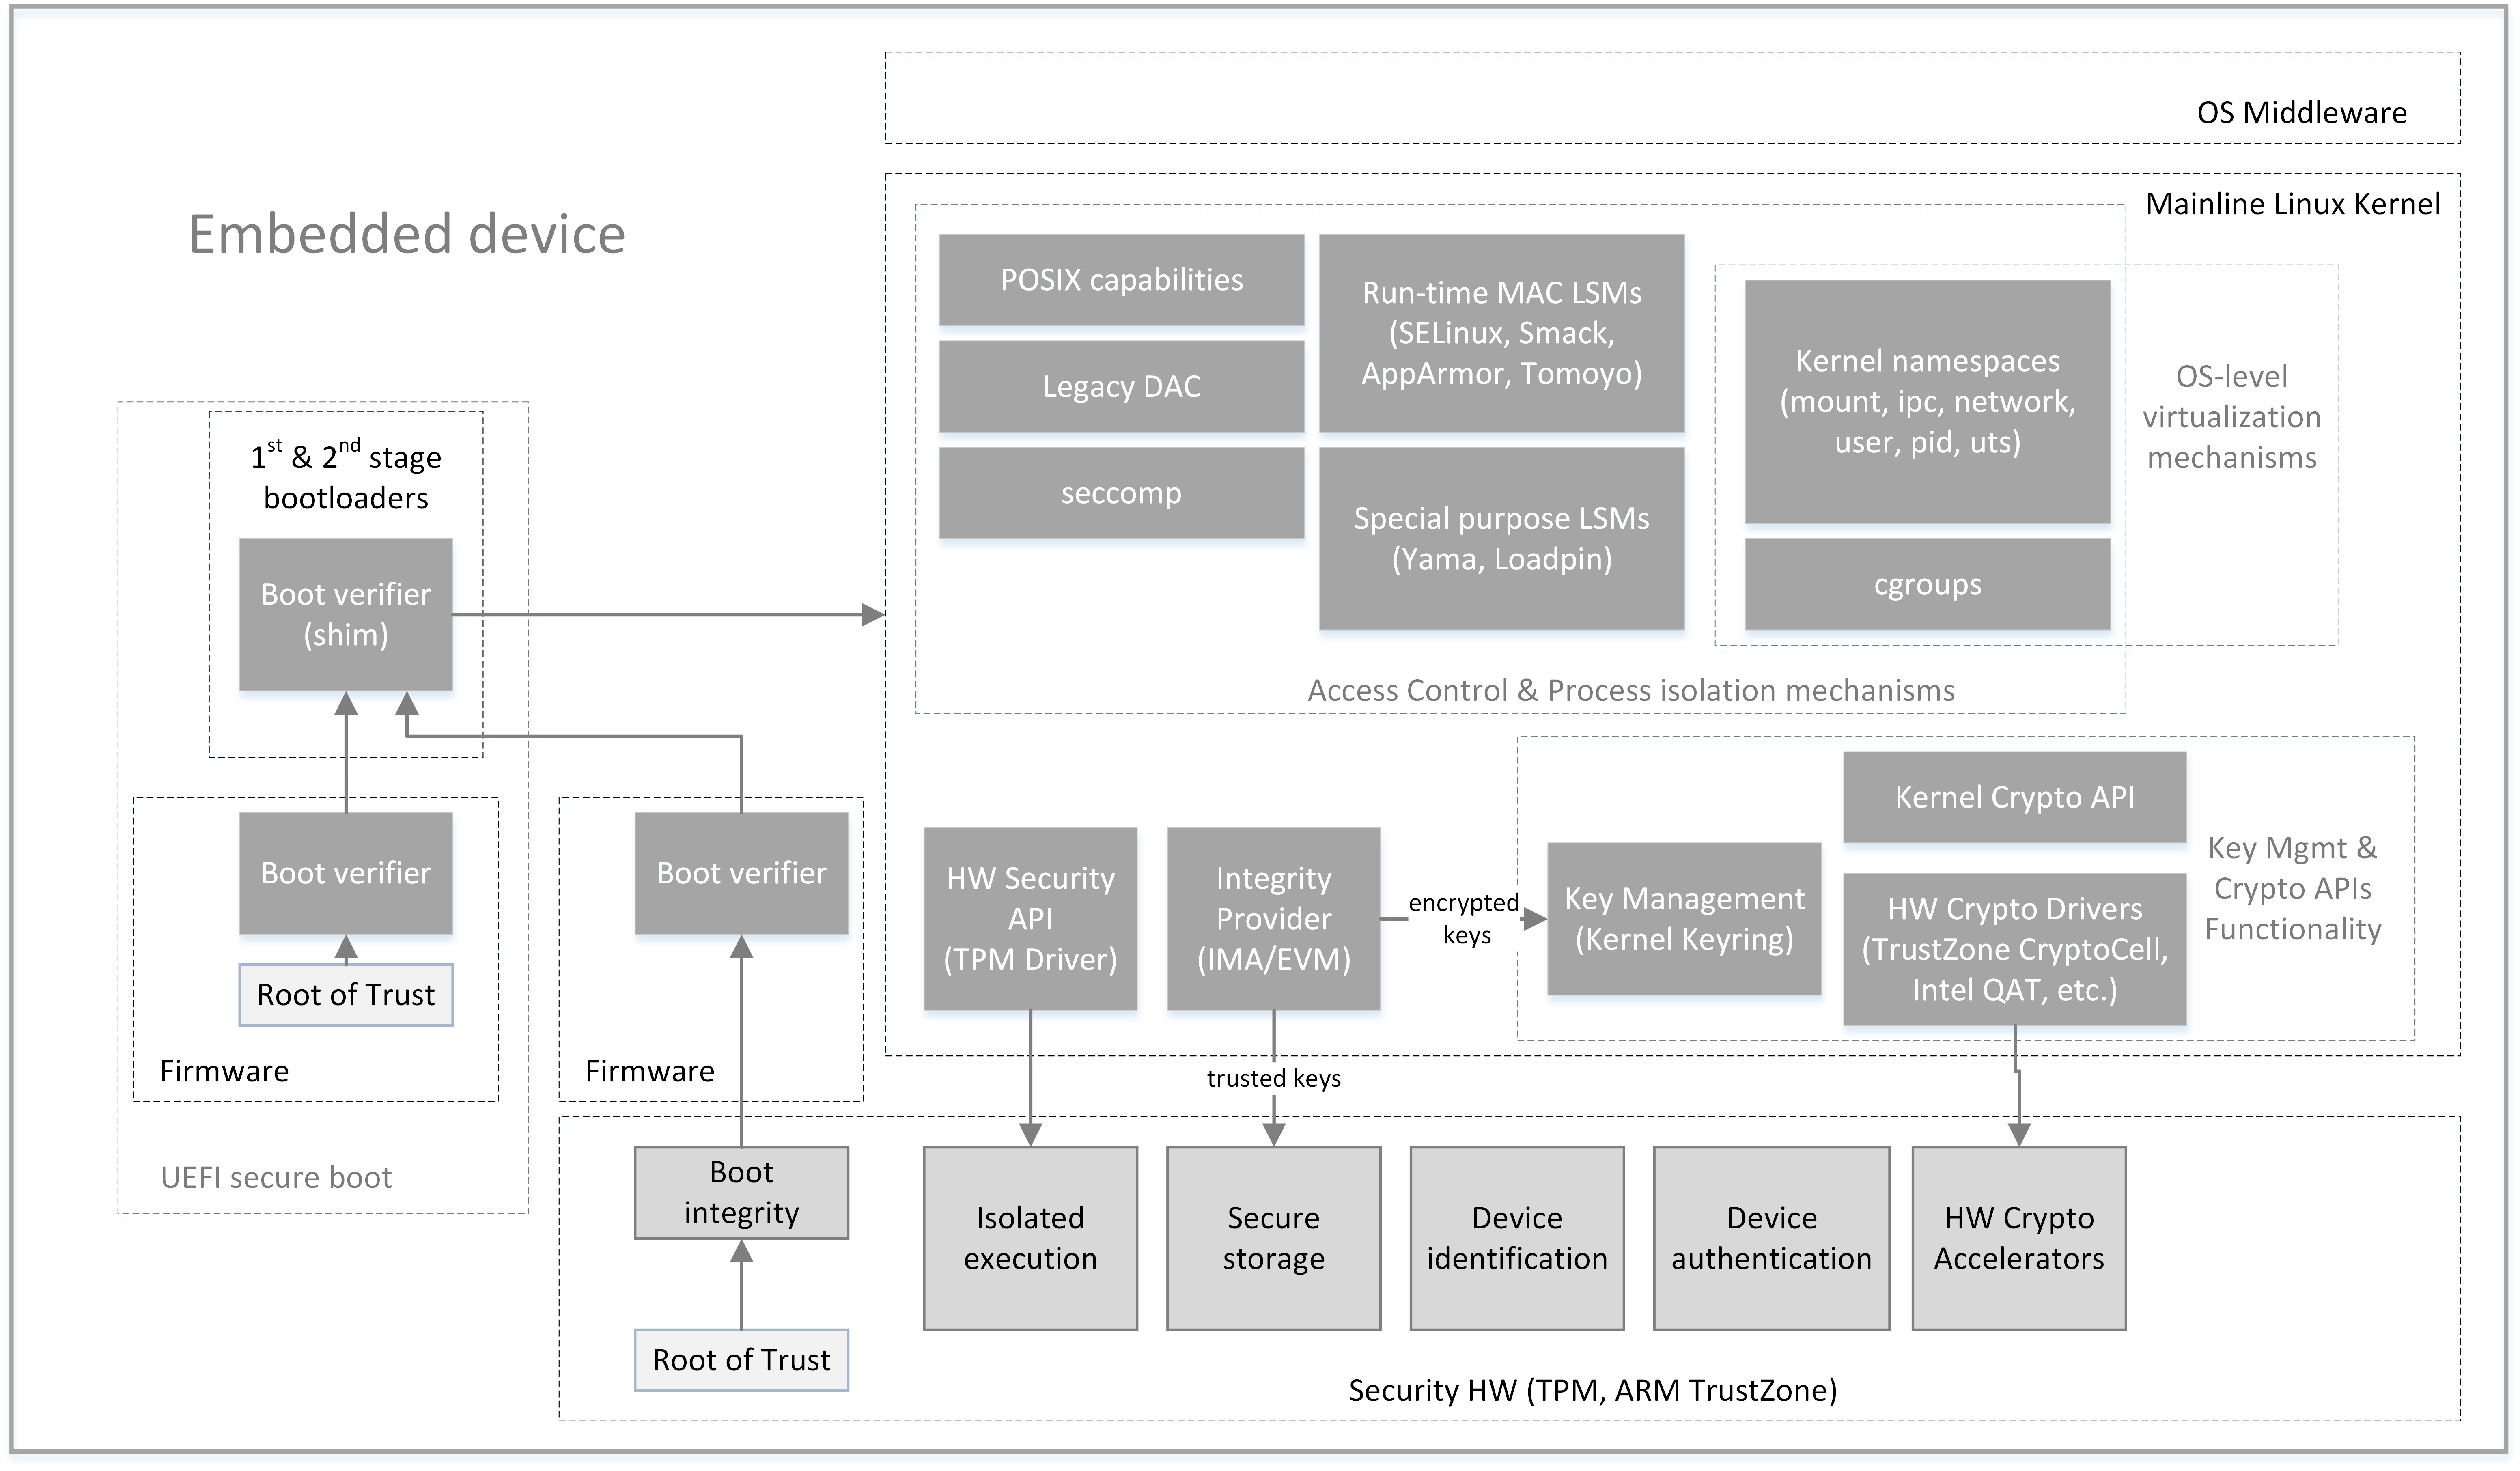 OS Middleware
Mainline Linux Kernel
Embedded device
POSIX capabilities
Legacy DAC
seccomp
Run-time MAC LSMs
(SELinux, Smack,
AppArmor, Tomoyo)
Special purpose LSMs
(Yama, Loadpin)
Kernel namespaces
(mount, ipc, network,
user, pid, uts)
cgroups
OS-level
virtualization
mechanisms
Access Control & Process isolation mechanisms
1st & 2nd stage
bootloaders
Boot verifier
(shim)
Boot verifier
Root of Trust
Firmware
UEFI secure boot
Boot verifier
Firmware
HW Security
API
(TPM Driver)
Integrity
Provider
(IMA/EVM)
encrypted
keys
Key Management
(Kernel Keyring)
Kernel Crypto API
HW Crypto Drivers
(TrustZone CryptoCell,
Intel QAT, etc.)
Key Mgmt &
Crypto APIs
Functionality
trusted keys
Boot
integrity
Root of Trust
Isolated
execution
Secure
storage
Device
identification
Device
authentication
HW Crypto
Accelerators
Security HW (TPM, ARM TrustZone)